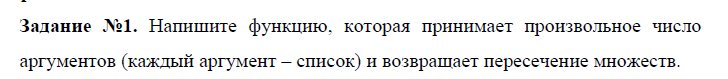 Задание №1. Напишите функцию, которая принимает произвольное число
аргументов (каждый аргумент – список) и возвращает пересечение множеств.